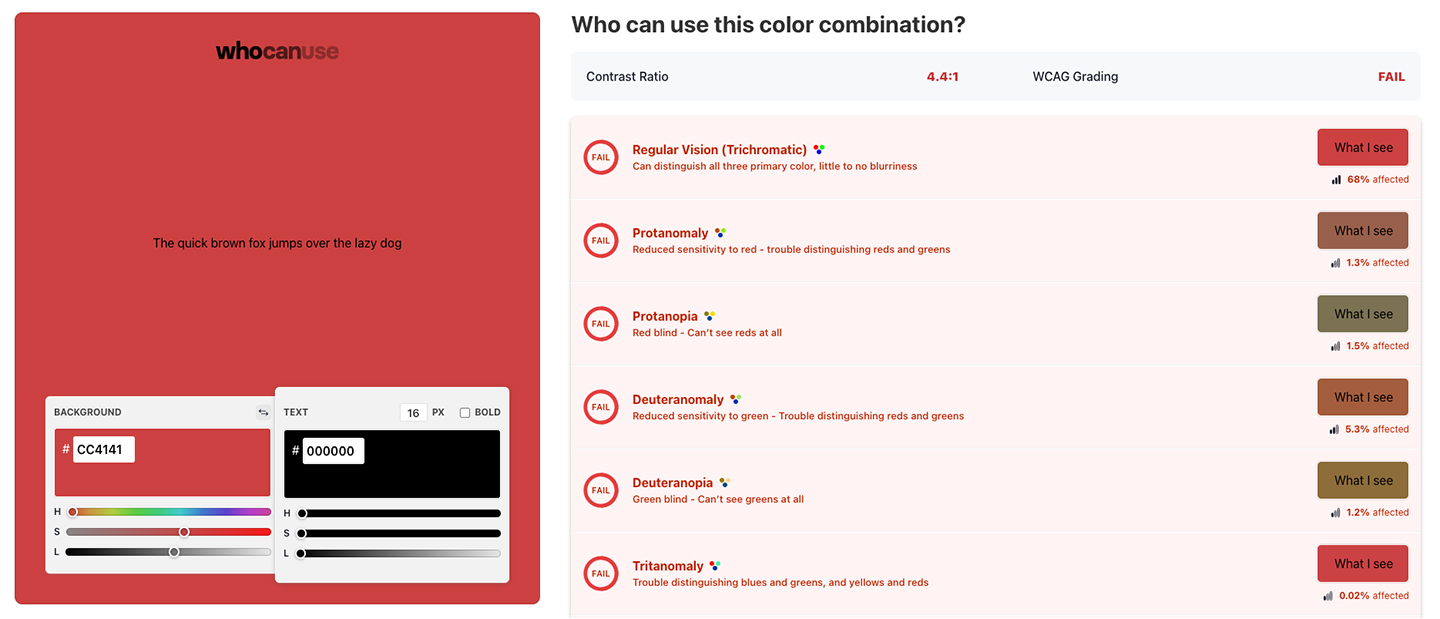 whocanuse
The quick brown fox jumps over the lazy dog
BACKGROUND
# CC4141
H
S
L
TEXT 16 PX BOLD
# 000000
H
S
L
Who can use this color combination?
Contrast Ratio 4.4:1 WCAG Grading FAIL
FAIL Regular Vision (Trichromatic) What I see
Can distinguish all three primary color, little to no blurriness
68% affected
FAIL Protanomaly What I see
Reduced sensitivity to red - trouble distinguishing reds and greens
1.3% affected
FAIL Protanopia What I see
Red blind - Can't see reds at all
1.5% affected
FAIL Deuteranomaly What I see
Reduced sensitivity to green - Trouble distinguishing reds and greens
5.3% affected
FAIL Deuteranopia What I see
Green blind - Can't see greens at all
1.2% affected
FAIL Tritanomaly What I see
Trouble distinguishing blues and greens, and yellows and reds
0.02% affected